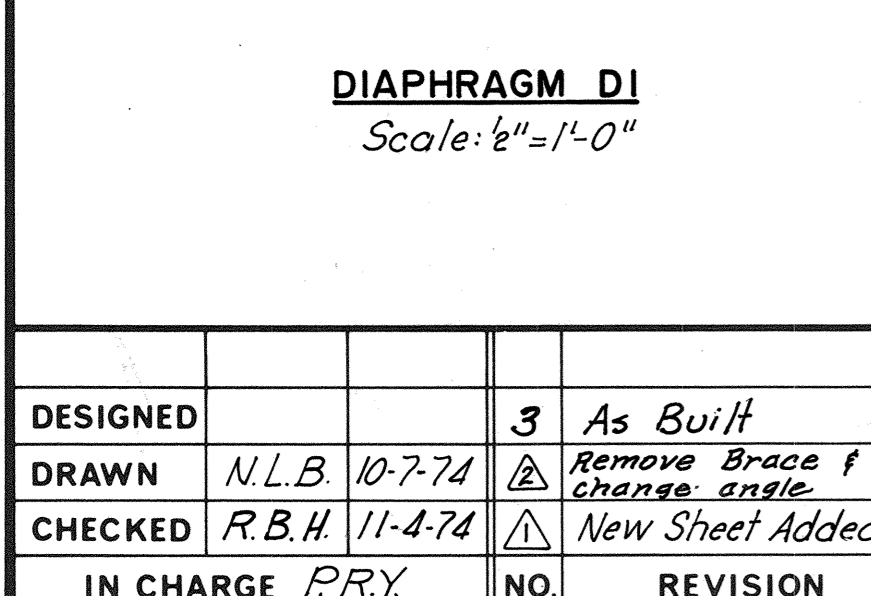 DIAPHRAGM D1
Scale: 1/2"=1'-0"
DESIGNED 3 As Built
DRAWN N.L.B. 10-7-74 2 Remove Brace &
change angle
CHECKED R.B.H. 11-4-74 1 New Sheet Added
IN CHARGE P.R.Y. NO. REVISION